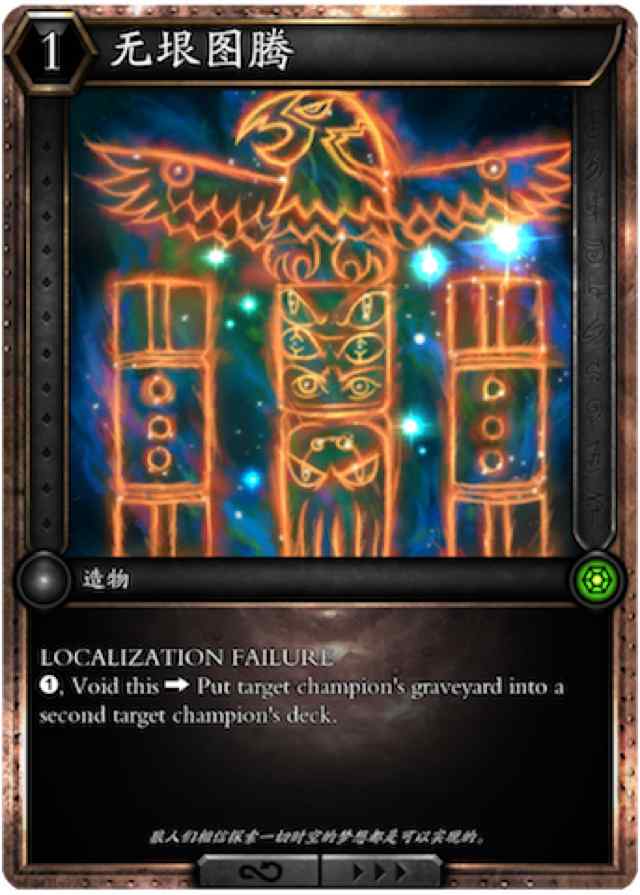 1
无垠图腾
造物
LOCALIZATION FAILURE
❶, Void this ➡ Put target champion's graveyard into a
second target champion's deck.
狼人们相信探索一切时空的梦想都是可以实现的。